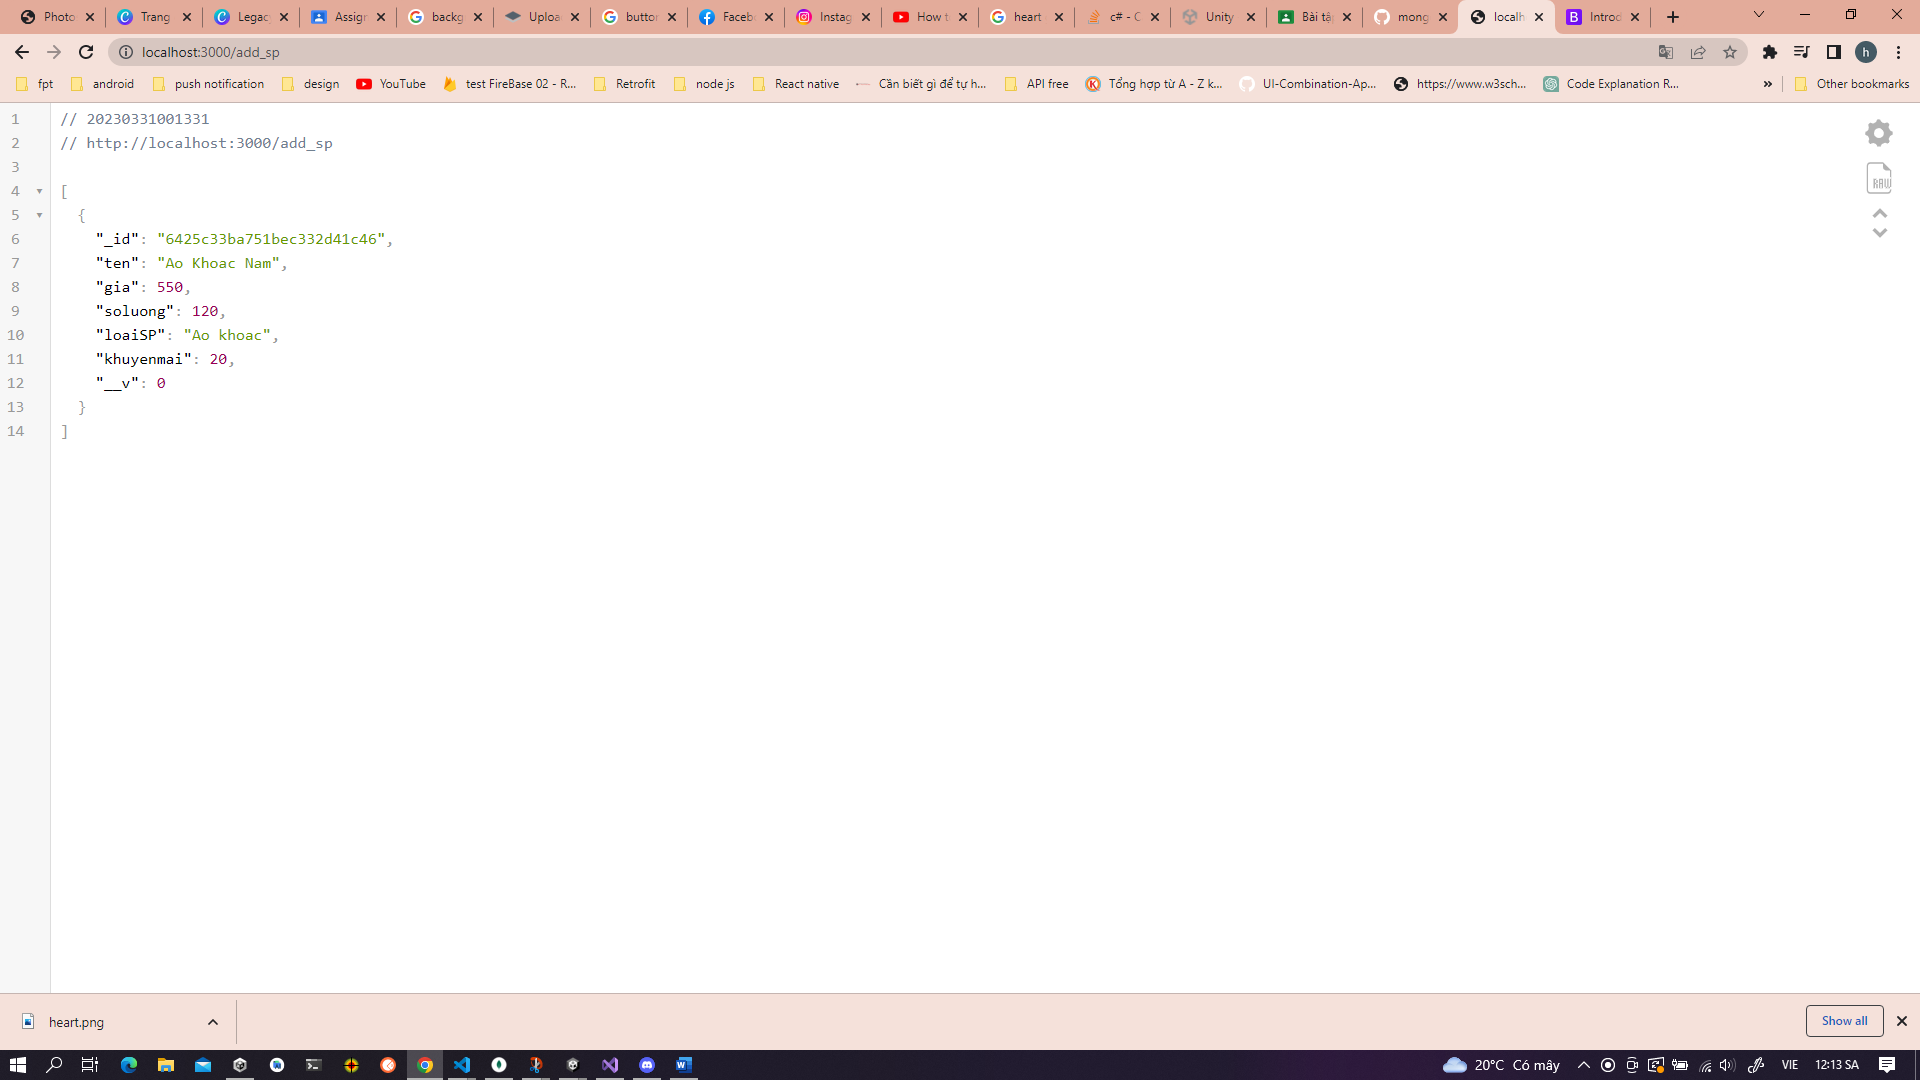 Photo
Trang
Legac
Assign
backg
Uploa
button
Faceb
Instag
How t
heart
c# - C
Unity
Bài tậ
mong
localh
Introd
localhost:3000/add_sp
h
fpt
android
push notification
design
YouTube
test FireBase 02 - R...
Retrofit
node js
React native
Cần biết gì để tự h...
API free
Tổng hợp từ A - Z k...
UI-Combination-Ap...
https://www.w3sch...
Code Explanation R...
»
Other bookmarks
1 // 20230331001331
2 // http://localhost:3000/add_sp
3
4 [
5 {
6 "_id": "6425c33ba751bec332d41c46",
7 "ten": "Ao Khoac Nam",
8 "gia": 550,
9 "soluong": 120,
10 "loaiSP": "Ao khoac",
11 "khuyenmai": 20,
12 "__v": 0
13 }
14 ]
RAW
heart.png
Show all
20°C Có mây
VIE
12:13 SA